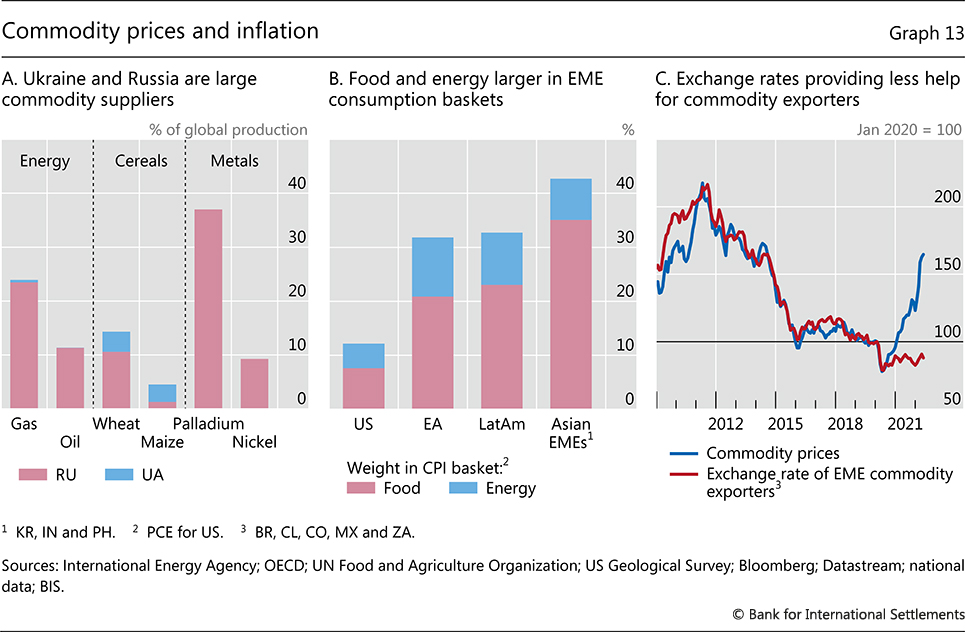 Commodity prices and inflation
Graph 13
A. Ukraine and Russia are large
commodity suppliers
% of global production
Energy
Cereals
Metals
40
30
20
10
0
Gas
Oil
Wheat
Maize
Palladium
Nickel
RU
UA
B. Food and energy larger in EME
consumption baskets
%
40
30
20
10
0
US
EA
LatAm
Asian
EMEs1
Weight in CPI basket:2
Food
Energy
C. Exchange rates providing less help
for commodity exporters
Jan 2020 = 100
200
150
100
50
2012
2015
2018
2021
Commodity prices
Exchange rate of EME commodity
exporters3
1 KR, IN and PH. 2 PCE for US. 3 BR, CL, CO, MX and ZA.
Sources: International Energy Agency; OECD; UN Food and Agriculture Organization; US Geological Survey; Bloomberg; Datastream; national
data; BIS.
© Bank for International Settlements